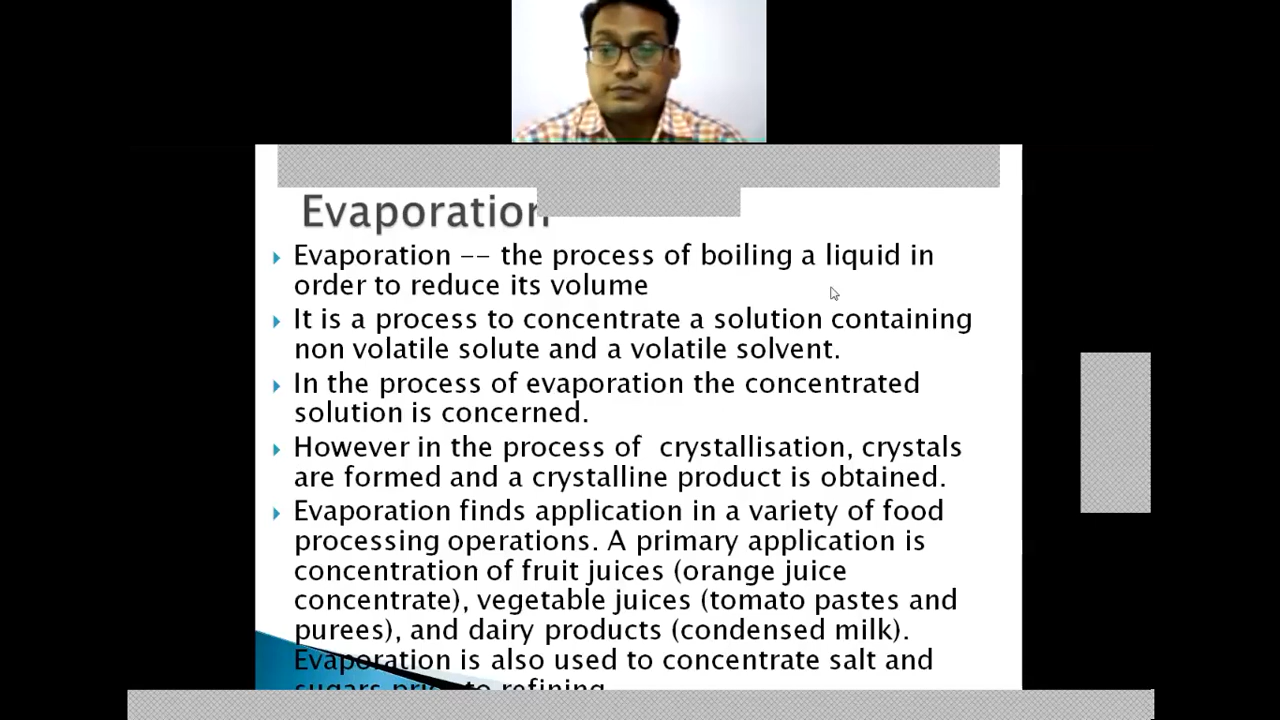 Evaporation
Evaporation -- the process of boiling a liquid in
order to reduce its volume
It is a process to concentrate a solution containing
non volatile solute and a volatile solvent.
In the process of evaporation the concentrated
solution is concerned.
However in the process of crystallisation, crystals
are formed and a crystalline product is obtained.
Evaporation finds application in a variety of food
processing operations. A primary application is
concentration of fruit juices (orange juice
concentrate), vegetable juices (tomato pastes and
purees), and dairy products (condensed milk).
Evaporation is also used to concentrate salt and
sugars prior to refining.